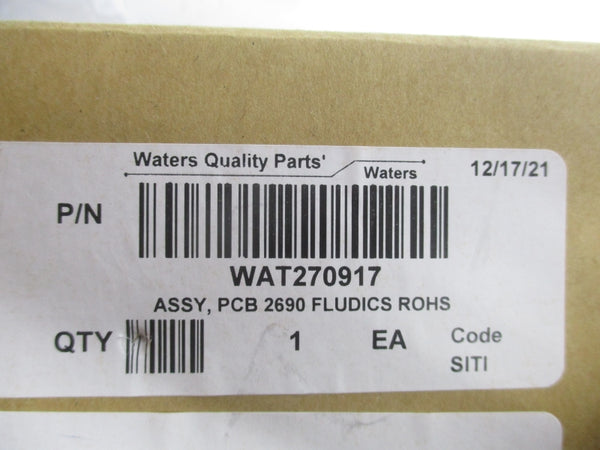 Waters Quality Parts'
Waters
12/17/21
P/N
WAT270917
ASSY, PCB 2690 FLUDICS ROHS
QTY 1 EA Code
SITI